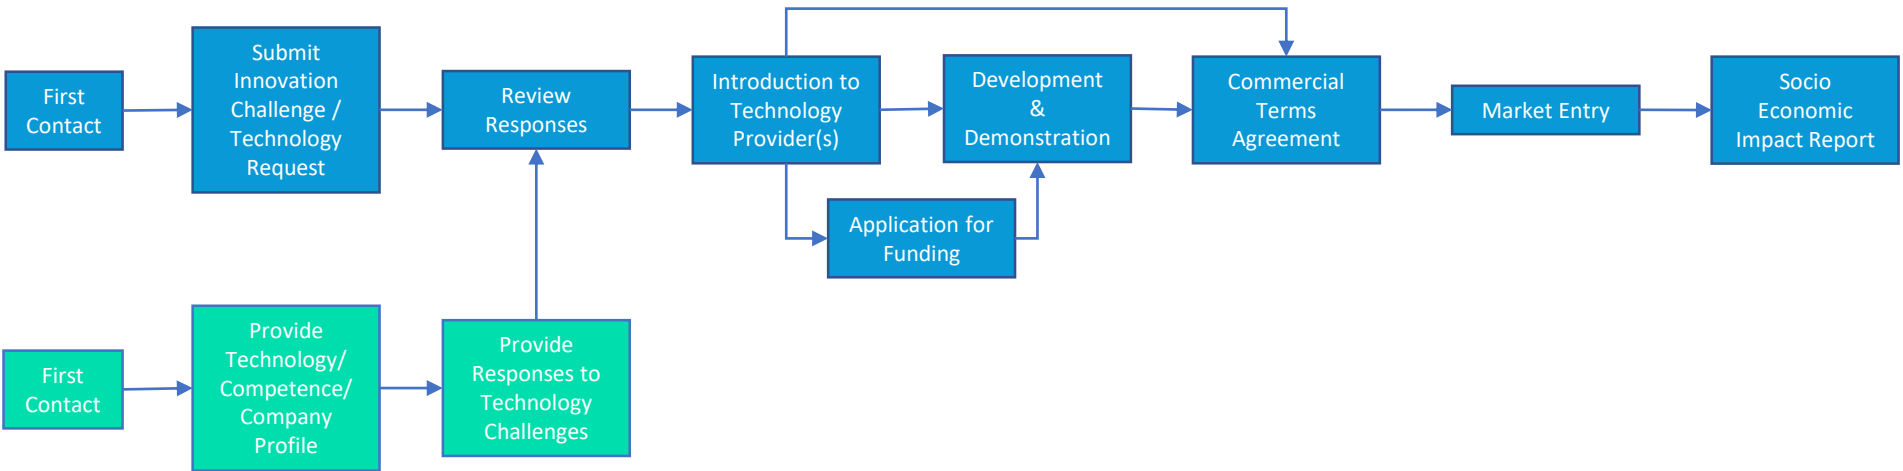 First
Contact
Submit
Innovation
Challenge /
Technology
Request
Review
Responses
Introduction to
Technology
Provider(s)
Development
&
Demonstration
Commercial
Terms
Agreement
Market Entry
Socio
Economic
Impact Report
Application for
Funding
First
Contact
Provide
Technology/
Competence/
Company
Profile
Provide
Responses to
Technology
Challenges